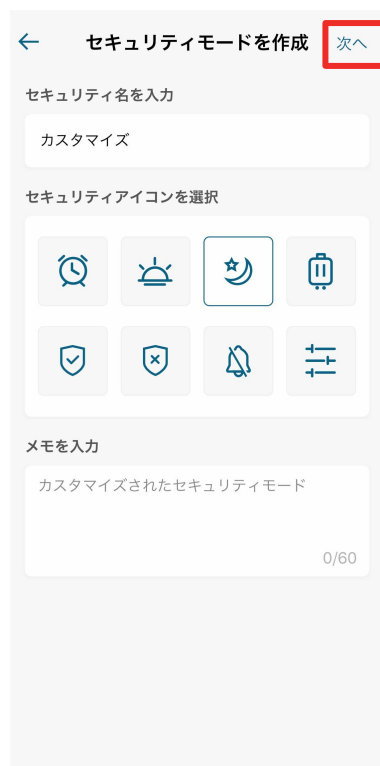 セキュリティモードを作成 次へ
セキュリティ名を入力
カスタマイズ
セキュリティアイコンを選択
メモを入力
カスタマイズされたセキュリティモード
0/60